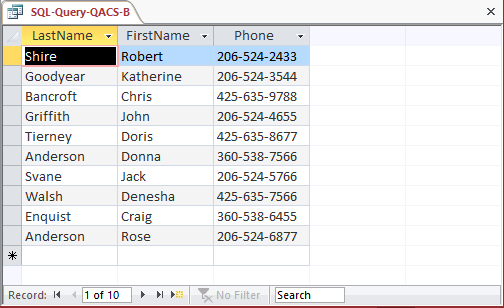 SQL-Query-QACS-B
LastName FirstName Phone
Shire Robert 206-524-2433
Goodyear Katherine 206-524-3544
Bancroft Chris 425-635-9788
Griffith John 206-524-4655
Tierney Doris 425-635-8677
Anderson Donna 360-538-7566
Svane Jack 206-524-5766
Walsh Denesha 425-635-7566
Enquist Craig 360-538-6455
Anderson Rose 206-524-6877
Record: 1 of 10 No Filter Search